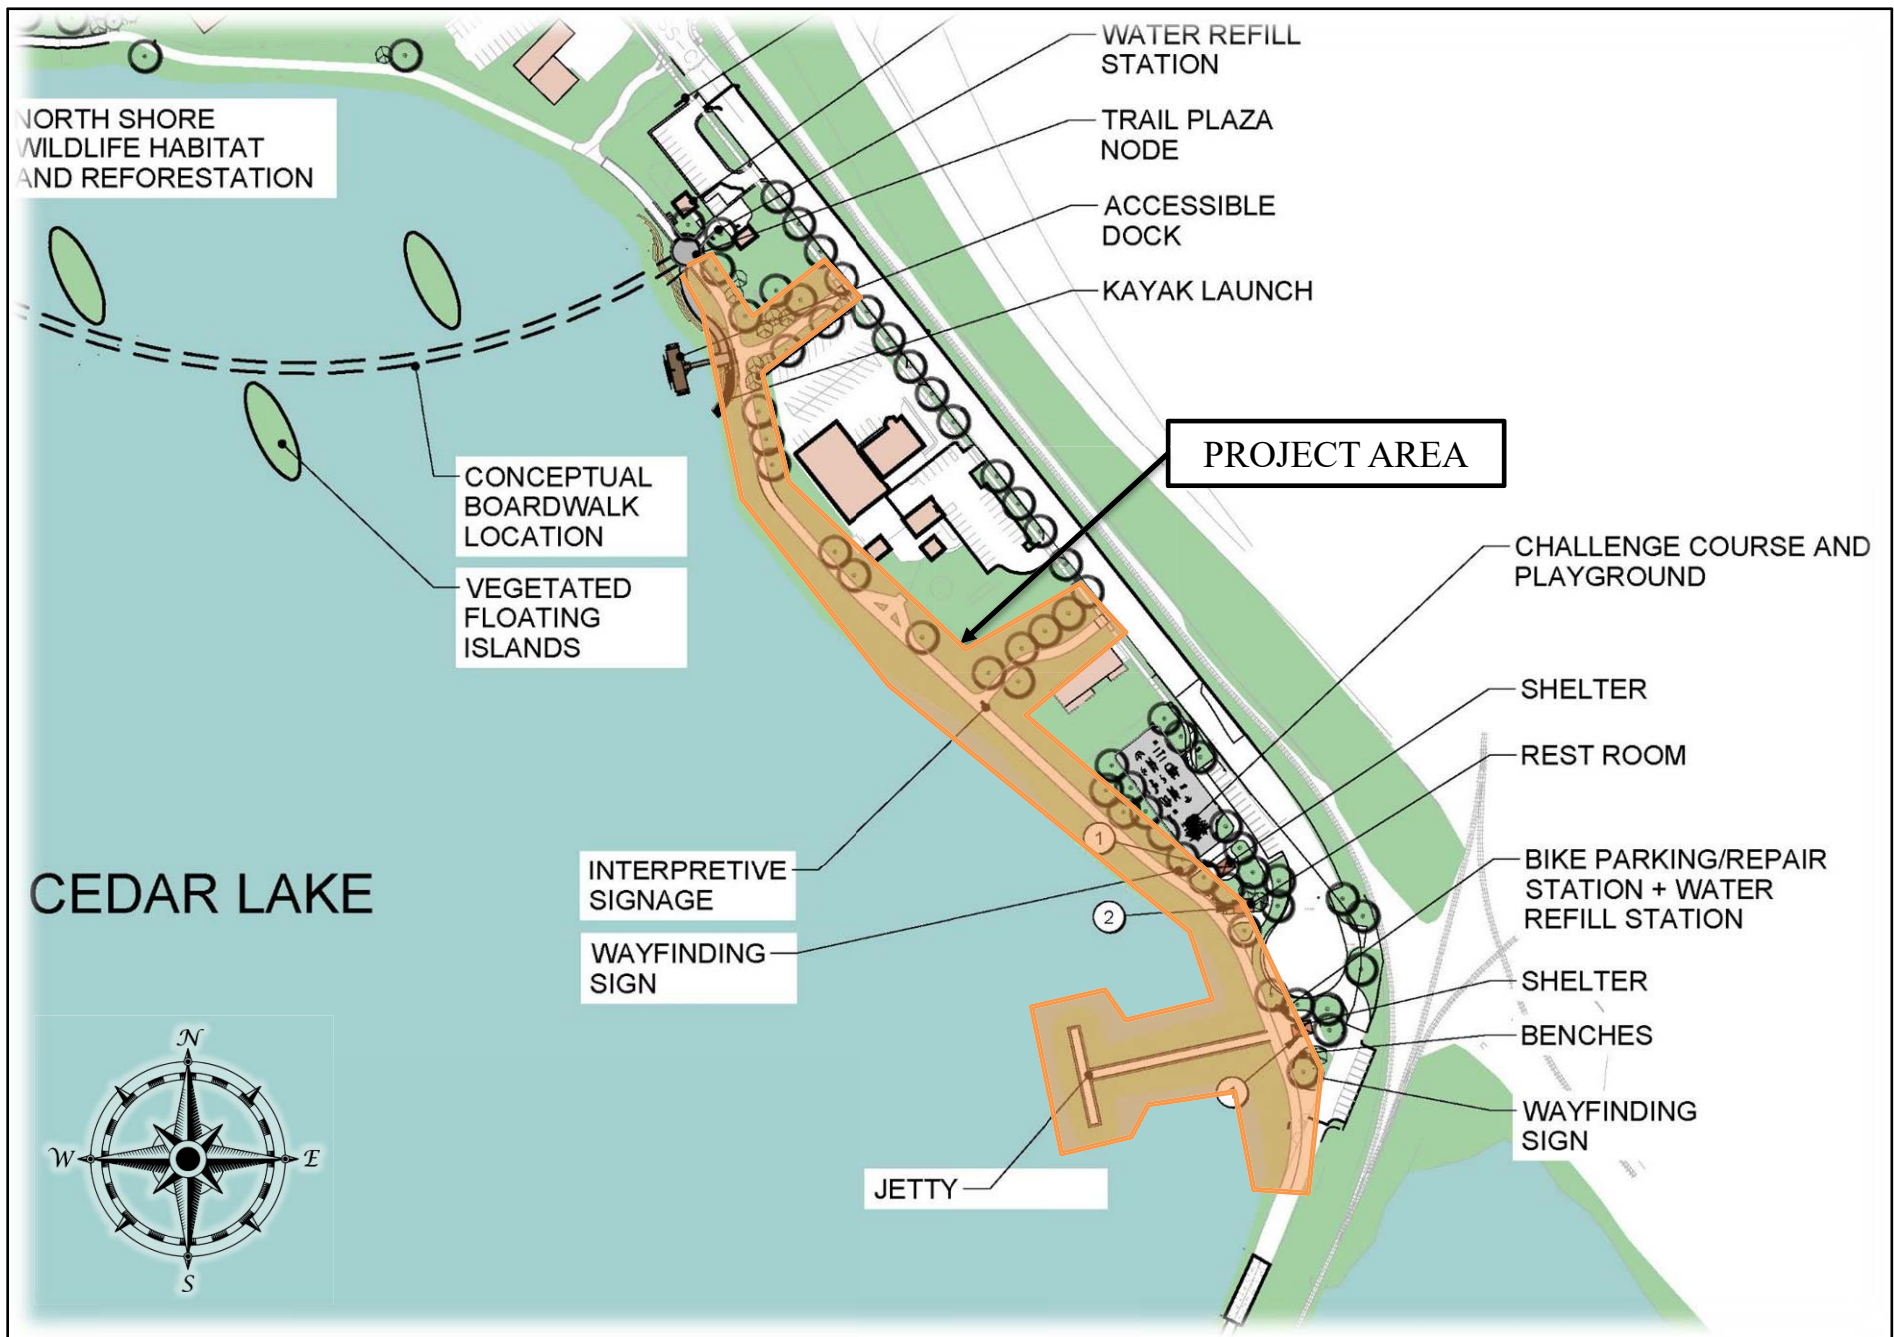 WATER REFILL
STATION
TRAIL PLAZA
NODE
ACCESSIBLE
DOCK
KAYAK LAUNCH
NORTH SHORE
WILDLIFE HABITAT
AND REFORESTATION
PROJECT AREA
CONCEPTUAL
BOARDWALK
LOCATION
VEGETATED
FLOATING
ISLANDS
CHALLENGE COURSE AND
PLAYGROUND
SHELTER
REST ROOM
BIKE PARKING/REPAIR
STATION + WATER
REFILL STATION
SHELTER
BENCHES
WAYFINDING
SIGN
1
2
INTERPRETIVE
SIGNAGE
WAYFINDING
SIGN
CEDAR LAKE
JETTY
N
W
E
S